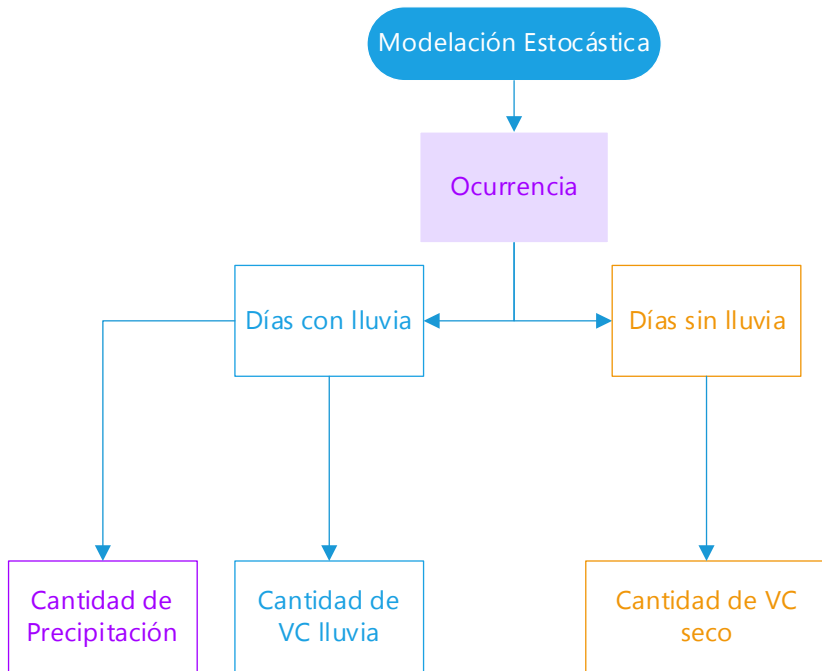 Modelación Estocástica
Ocurrencia
Días con lluvia
Días sin lluvia
Cantidad de
Precipitación
Cantidad de
VC lluvia
Cantidad de VC
seco